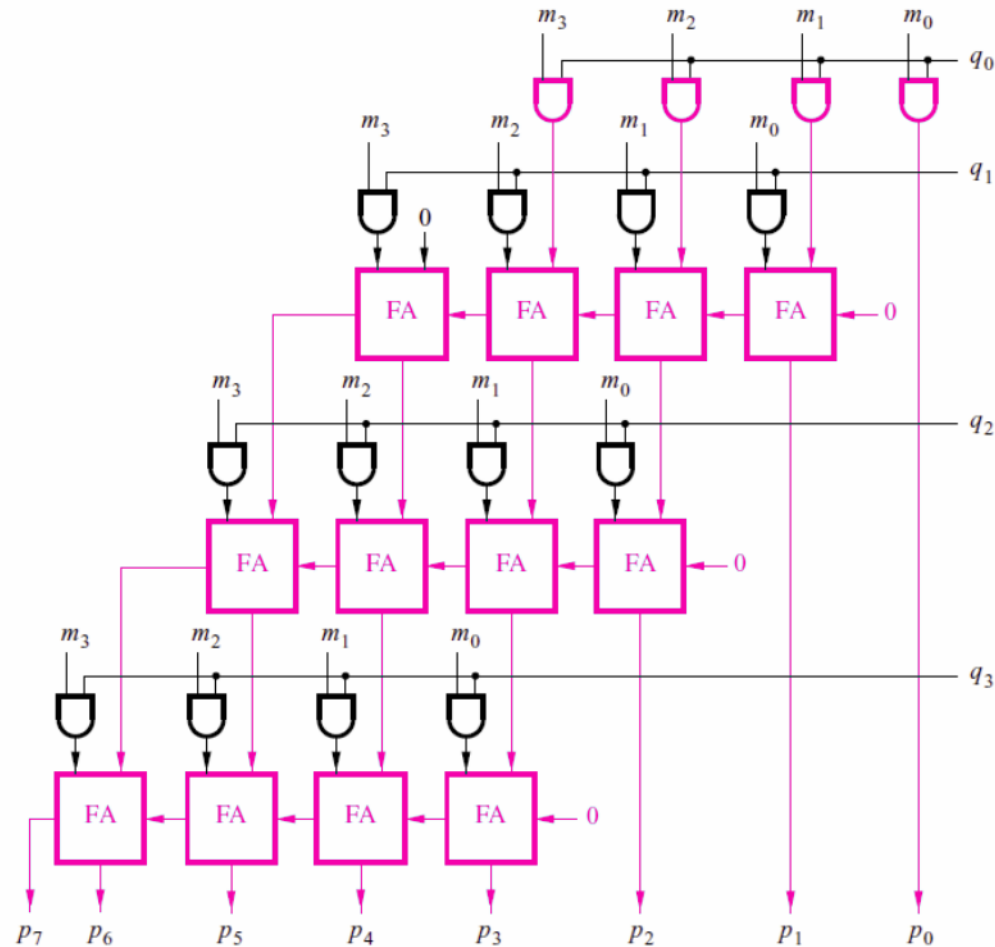 m₃ m₂ m₁ m₀
q₀
m₃ m₂ m₁ m₀
q₁
0
FA FA FA FA 0
m₃ m₂ m₁ m₀
q₂
FA FA FA FA 0
m₃ m₂ m₁ m₀
q₃
FA FA FA FA 0
p₇ p₆ p₅ p₄ p₃ p₂ p₁ p₀